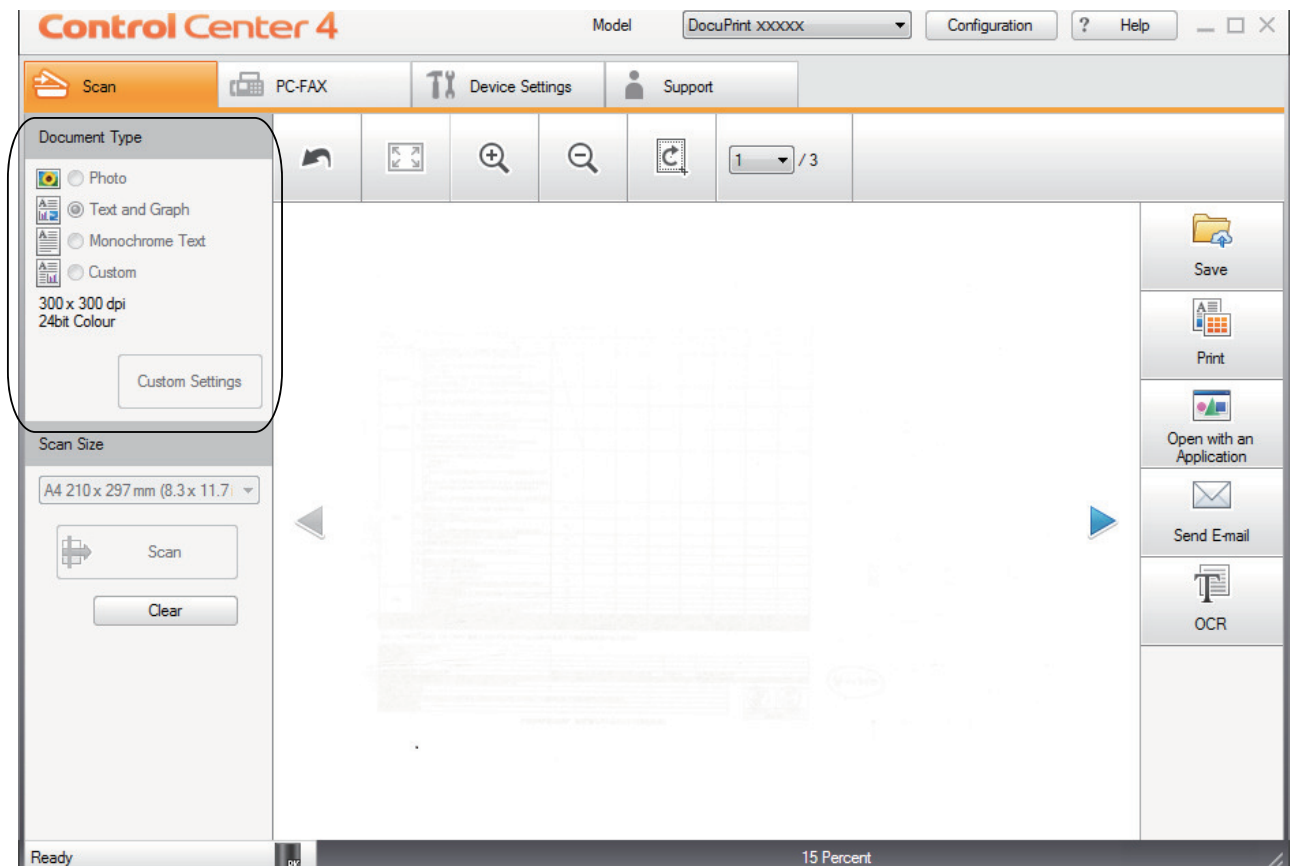 Control Center 4
Model DocuPrint XXXXX Configuration ? Help
Scan PC-FAX Device Settings Support
Document Type
1 / 3
Photo
Text and Graph
Monochrome Text
Custom
300 x 300 dpi
24bit Colour
Custom Settings
Scan Size
A4 210 x 297 mm (8.3 x 11.7
Scan
Clear
Save
Print
Open with an
Application
Send E-mail
OCR
Ready
15 Percent